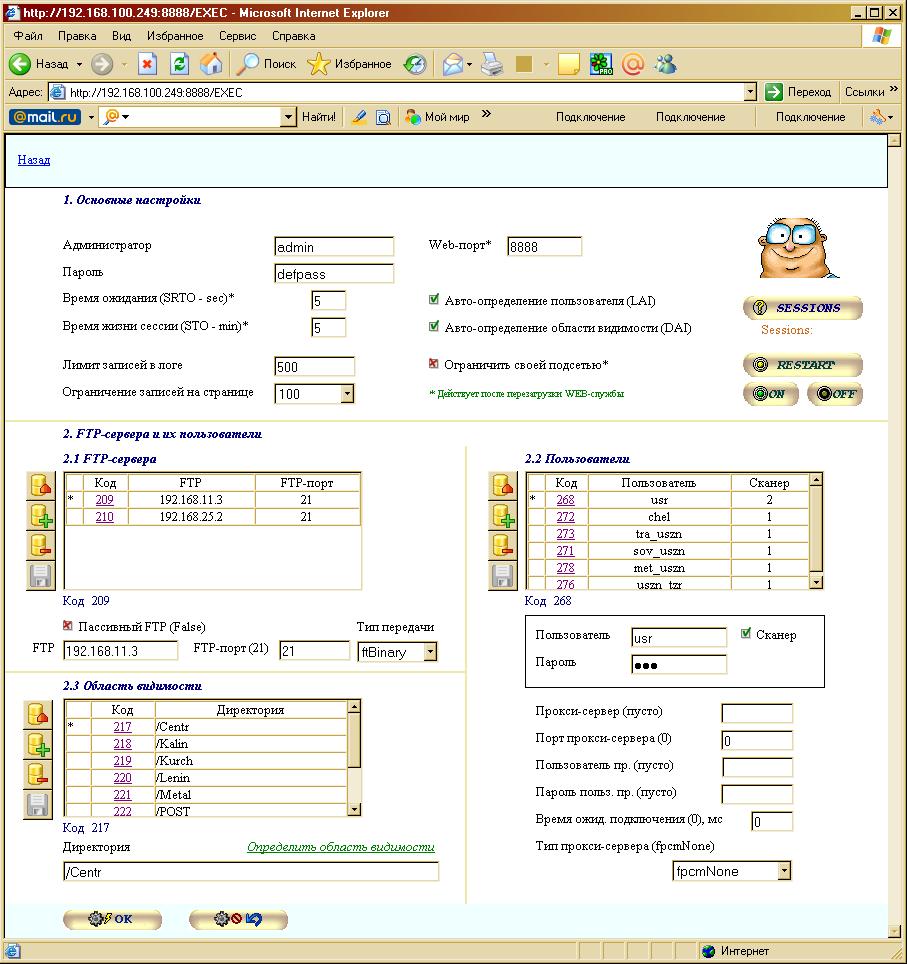 http://192.168.100.249:8888/EXEC - Microsoft Internet Explorer
Файл Правка Вид Избранное Сервис Справка
Назад Поиск Избранное PRO
Адрес: http://192.168.100.249:8888/EXEC Переход Ссылки »
@mail.ru @ Найти! Мой мир » Подключение Подключение Подключение
Назад
1. Основные настройки
Администратор admin Web-порт* 8888
Пароль defpass
Время ожидания (SRTO - sec)* 5 Авто-определение пользователя (LAI) SESSIONS
Время жизни сессии (STO - min)* 5 Авто-определение области видимости (DAI) Sessions:
Лимит записей в логе 500 Ограничить своей подсетью* RESTART
Ограничение записей на странице 100 * Действует после перезагрузки WEB-службы ON OFF
2. FTP-сервера и их пользователи
2.1 FTP-сервера 2.2 Пользователи
Код FTP FTP-порт Код Пользователь Сканер
* 209 192.168.11.3 21 * 268 usr 2
210 192.168.25.2 21 272 chel 1
273 tra_uszn 1
271 sov_uszn 1
278 met_uszn 1
276 uszn_tzr 1
Код 209 Код 268
Пассивный FTP (False) Тип передачи Пользователь usr Сканер
FTP 192.168.11.3 FTP-порт (21) 21 ftBinary Пароль ●●●
2.3 Область видимости
Код Директория
* 217 /Centr Прокси-сервер (пусто)
218 /Kalin Порт прокси-сервера (0) 0
219 /Kurch Пользователь пр. (пусто)
220 /Lenin
221 /Metal Пароль польз. пр. (пусто)
222 /POST
Код 217 Время ожид. подключения (0), мс 0
Директория Определить область видимости Тип прокси-сервера (fpcmNone)
/Centr fpcmNone
OK
Интернет